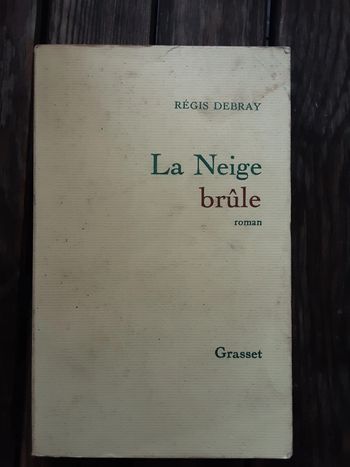 RÉGIS DEBRAY
La Neige
brûle
roman
Grasset